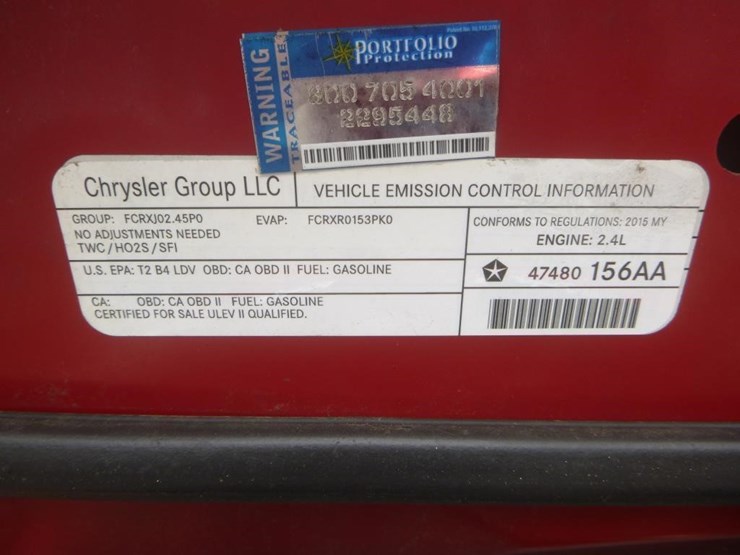 WARNING
TRACEABLE
PORTFOLIO
Protection
800 705 4001
2295448
Chrysler Group LLC
VEHICLE EMISSION CONTROL INFORMATION
GROUP: FCRXJ02.45P0 EVAP: FCRXR0153PK0
NO ADJUSTMENTS NEEDED
TWC/HO2S/SFI
CONFORMS TO REGULATIONS: 2015 MY
ENGINE: 2.4L
U.S. EPA: T2 B4 LDV OBD: CA OBD II FUEL: GASOLINE
47480 156AA
CA: OBD: CA OBD II FUEL: GASOLINE
CERTIFIED FOR SALE ULEV II QUALIFIED.